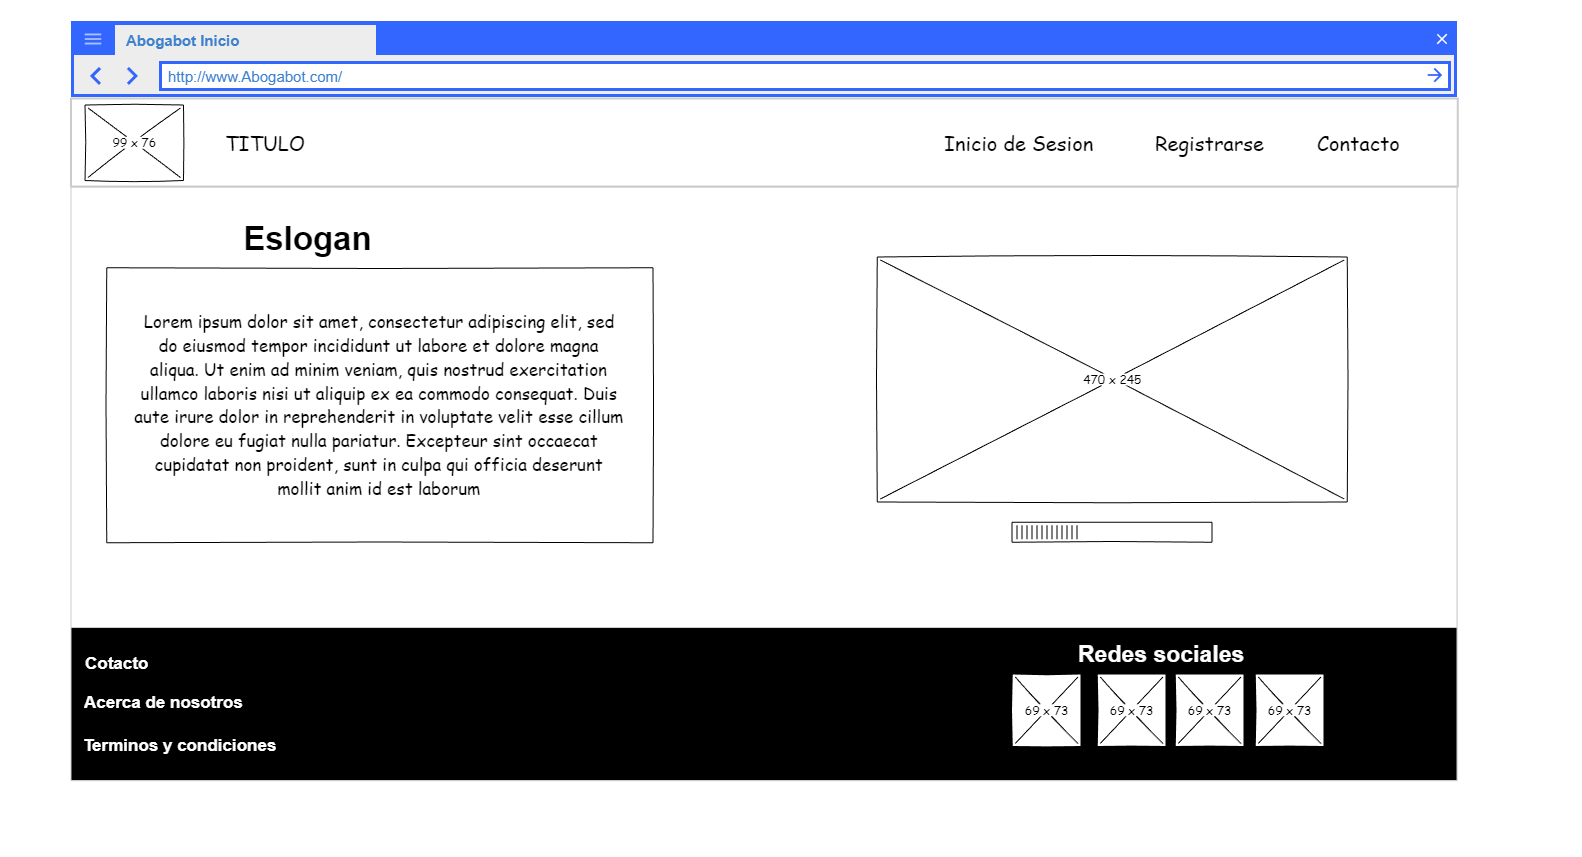 Abogabot Inicio
http://www.Abogabot.com/
99 x 76
TITULO
Inicio de Sesion
Registrarse
Contacto
Eslogan
Lorem ipsum dolor sit amet, consectetur adipiscing elit, sed
do eiusmod tempor incididunt ut labore et dolore magna
aliqua. Ut enim ad minim veniam, quis nostrud exercitation
ullamco laboris nisi ut aliquip ex ea commodo consequat. Duis
aute irure dolor in reprehenderit in voluptate velit esse cillum
dolore eu fugiat nulla pariatur. Excepteur sint occaecat
cupidatat non proident, sunt in culpa qui officia deserunt
mollit anim id est laborum
470 x 245
Cotacto
Acerca de nosotros
Terminos y condiciones
Redes sociales
69 x 73
69 x 73
69 x 73
69 x 73